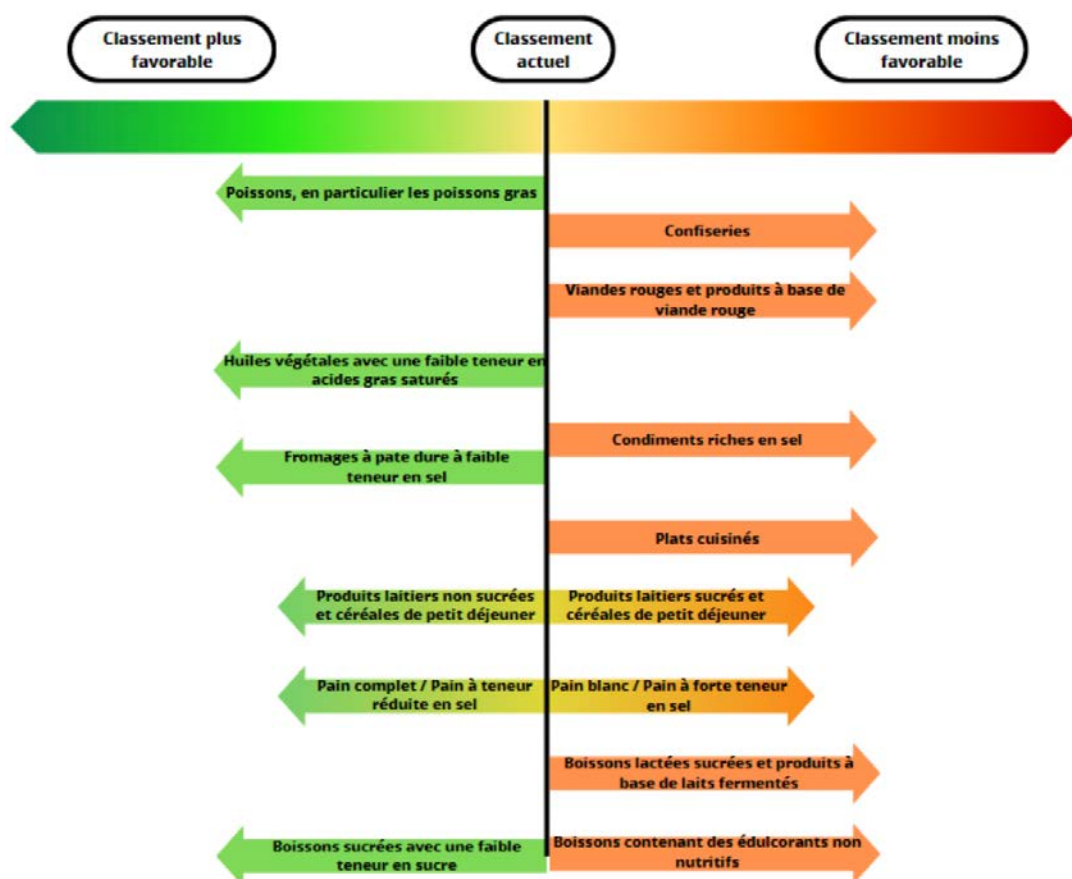 Classement plus
favorable
Classement
actuel
Classement moins
favorable
Poissons, en particulier les poissons gras
Confiseries
Viandes rouges et produits à base de
viande rouge
Huiles végétales avec une faible teneur en
acides gras saturés
Condiments riches en sel
Fromages à pate dure à faible
teneur en sel
Plats cuisinés
Produits laitiers non sucrées
et céréales de petit déjeuner
Produits laitiers sucrés et
céréales de petit déjeuner
Pain complet / Pain à teneur
réduite en sel
Pain blanc / Pain à forte teneur
en sel
Boissons lactées sucrées et produits à
base de laits fermentés
Boissons sucrées avec une faible
teneur en sucre
Boissons contenant des édulcorants non
nutritifs